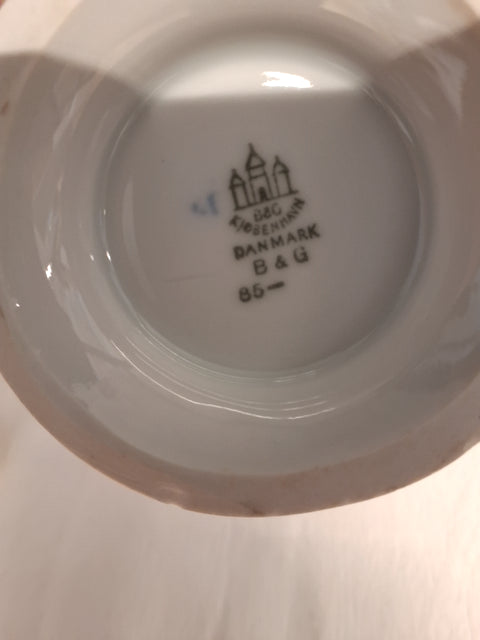 B&G
KJØBENHAVN
DANMARK
B & G
85-